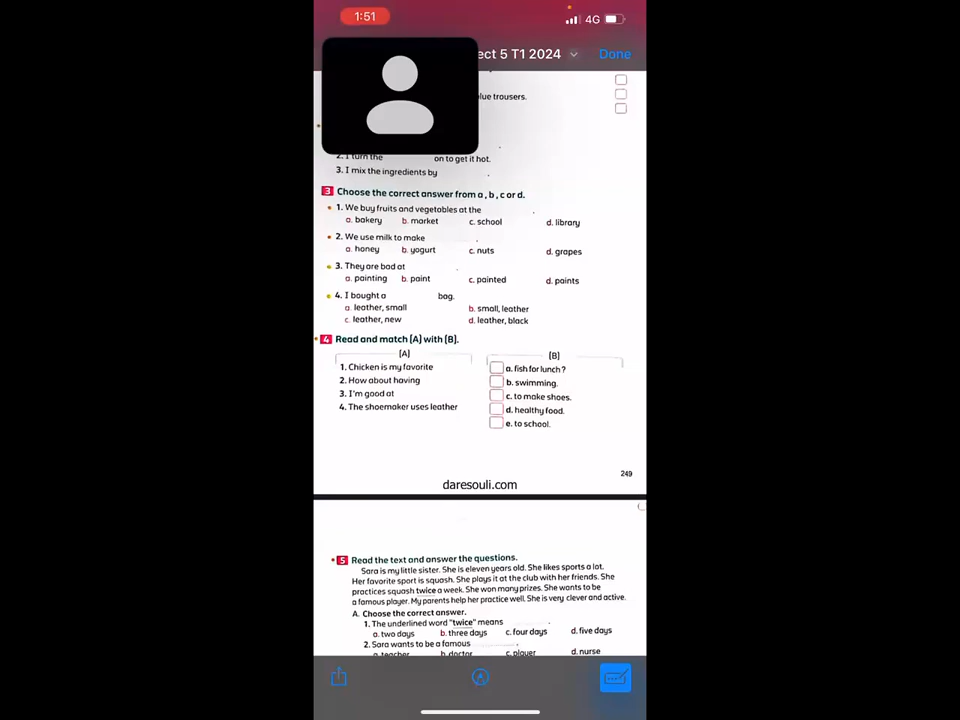 1:51
4G
ect 5 T1 2024
Done
lue trousers.
2. I turn the on to get it hot.
3. I mix the ingredients by .
3 Choose the correct answer from a , b , c or d.
1. We buy fruits and vegetables at the .
a. bakery b. market c. school d. library
2. We use milk to make .
a. honey b. yogurt c. nuts d. grapes
3. They are bad at .
a. painting b. paint c. painted d. paints
4. I bought a bag.
a. leather, small b. small, leather
c. leather, new d. leather, black
4 Read and match [A] with [B].
[A] [B]
1. Chicken is my favorite a. fish for lunch ?
2. How about having b. swimming.
3. I'm good at c. to make shoes.
4. The shoemaker uses leather d. healthy food.
e. to school.
249
daresouli.com
5 Read the text and answer the questions.
Sara is my little sister. She is eleven years old. She likes sports a lot.
Her favorite sport is squash. She plays it at the club with her friends. She
practices squash twice a week. She won many prizes. She wants to be
a famous player. My parents help her practice well. She is very clever and active.
A. Choose the correct answer.
1. The underlined word "twice" means .
a. two days b. three days c. four days d. five days
2. Sara wants to be a famous .
a. teacher b. doctor c. player d. nurse